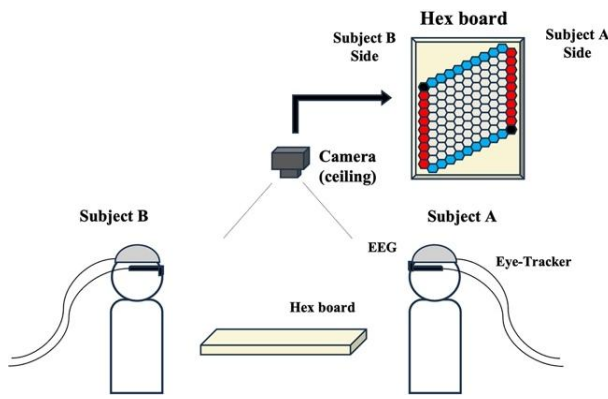 Hex board
Subject B
Side
Subject A
Side
Camera
(ceiling)
Subject B
Subject A
EEG
Eye-Tracker
Hex board